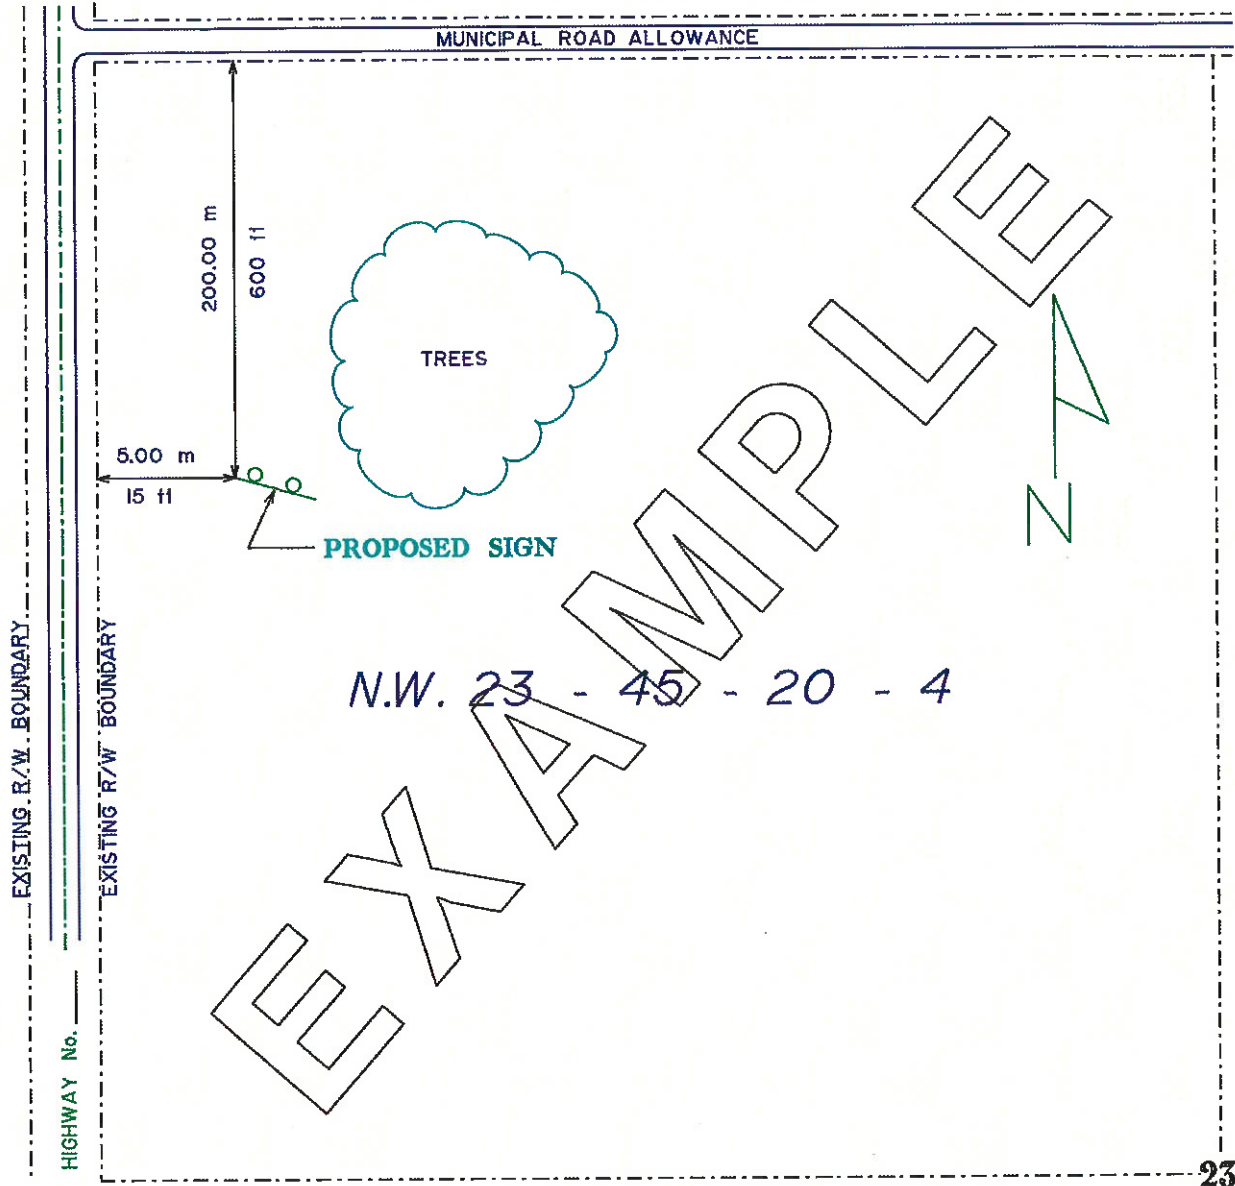 MUNICIPAL ROAD ALLOWANCE
200.00 m
600 ft
TREES
5.00 m
15 ft
PROPOSED SIGN
N
EXISTING R/W BOUNDARY
EXISTING R/W BOUNDARY
N.W. 23 - 45 - 20 - 4
EXAMPLE
HIGHWAY No.
23